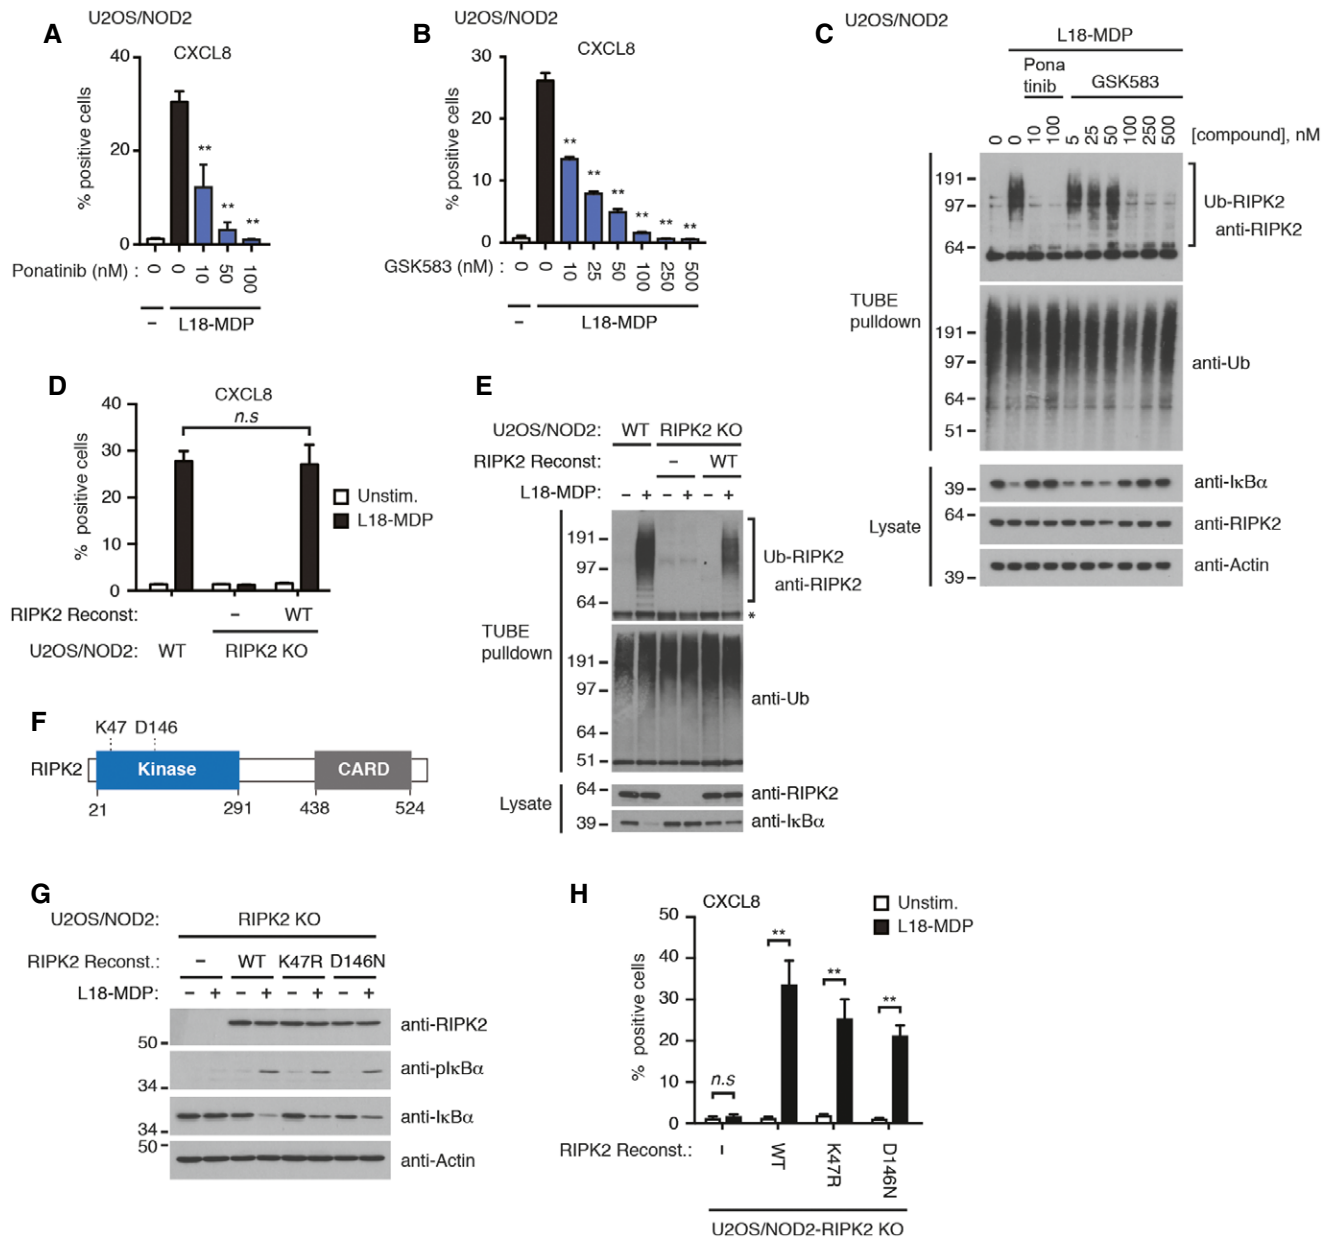 A
U2OS/NOD2
CXCL8
% positive cells
40
20
0
**
**
**
Ponatinib (nM) :
0
0
10
50
100
–
L18-MDP
B
U2OS/NOD2
CXCL8
% positive cells
30
20
10
0
**
**
**
**
**
**
GSK583 (nM) :
0
0
10
25
50
100
250
500
–
L18-MDP
C
U2OS/NOD2
L18-MDP
Pona
tinib
GSK583
0
0
10
100
5
25
50
100
250
500
[compound], nM
191
97
64
Ub-RIPK2
anti-RIPK2
TUBE
pulldown
191
97
64
51
anti-Ub
Lysate
39
anti-IκBα
64
anti-RIPK2
39
anti-Actin
D
CXCL8
% positive cells
40
30
20
10
0
n.s
Unstim.
L18-MDP
RIPK2 Reconst:
–
WT
U2OS/NOD2:
WT
RIPK2 KO
E
U2OS/NOD2:
WT
RIPK2 KO
RIPK2 Reconst:
–
WT
L18-MDP:
– + – + – +
191
97
64
Ub-RIPK2
anti-RIPK2
*
TUBE
pulldown
191
97
64
51
anti-Ub
Lysate
64
anti-RIPK2
39
anti-IκBα
F
K47 D146
RIPK2
Kinase
CARD
21
291
438
524
G
U2OS/NOD2:
RIPK2 KO
RIPK2 Reconst.:
–
WT
K47R
D146N
L18-MDP:
– + – + – + – +
anti-RIPK2
50
anti-pIκBα
34
anti-IκBα
34
50
anti-Actin
H
CXCL8
Unstim.
L18-MDP
% positive cells
50
40
30
20
10
0
n.s
**
**
**
RIPK2 Reconst.:
–
WT
K47R
D146N
U2OS/NOD2-RIPK2 KO